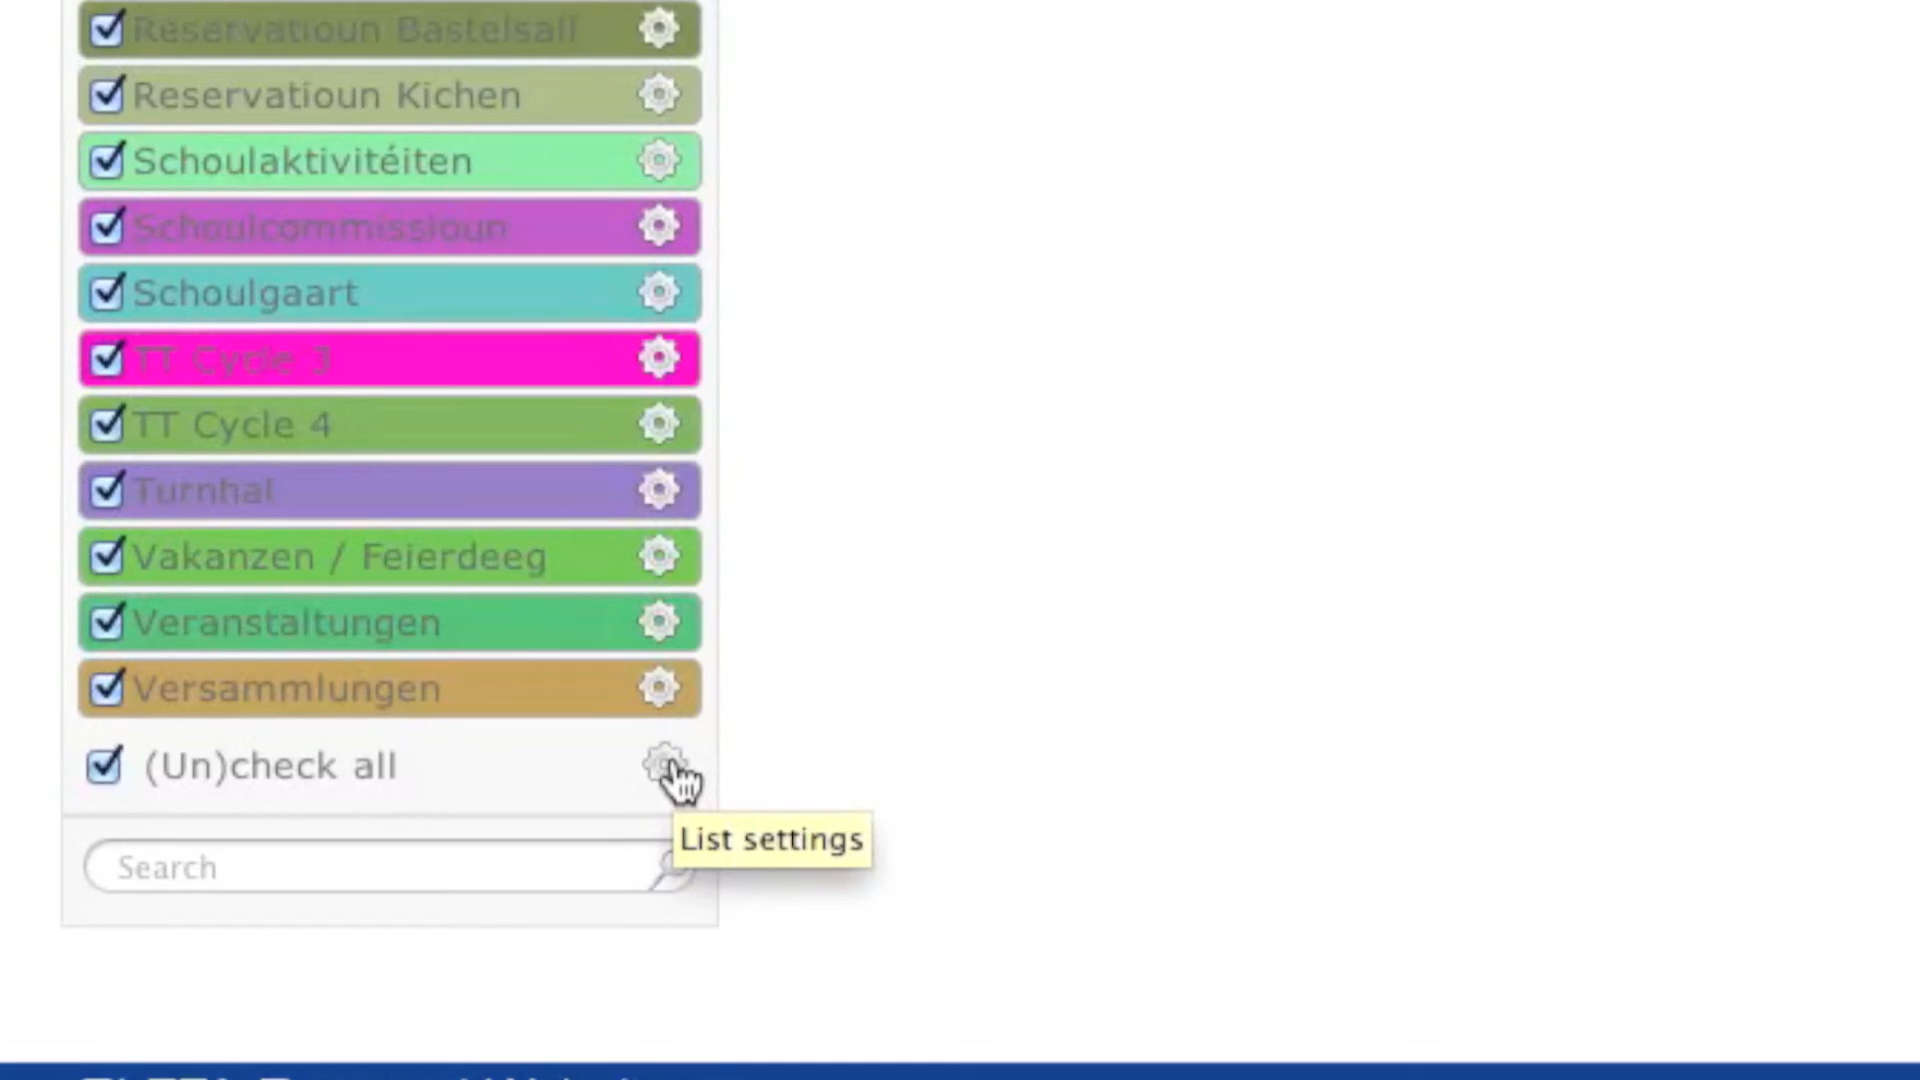 Reservatioun Bastelsall
Reservatioun Kichen
Schoulaktivitéiten
Schoulcommissioun
Schoulgaart
TT Cycle 3
TT Cycle 4
Turnhal
Vakanzen / Feierdeeg
Veranstaltungen
Versammlungen
(Un)check all
List settings
Search